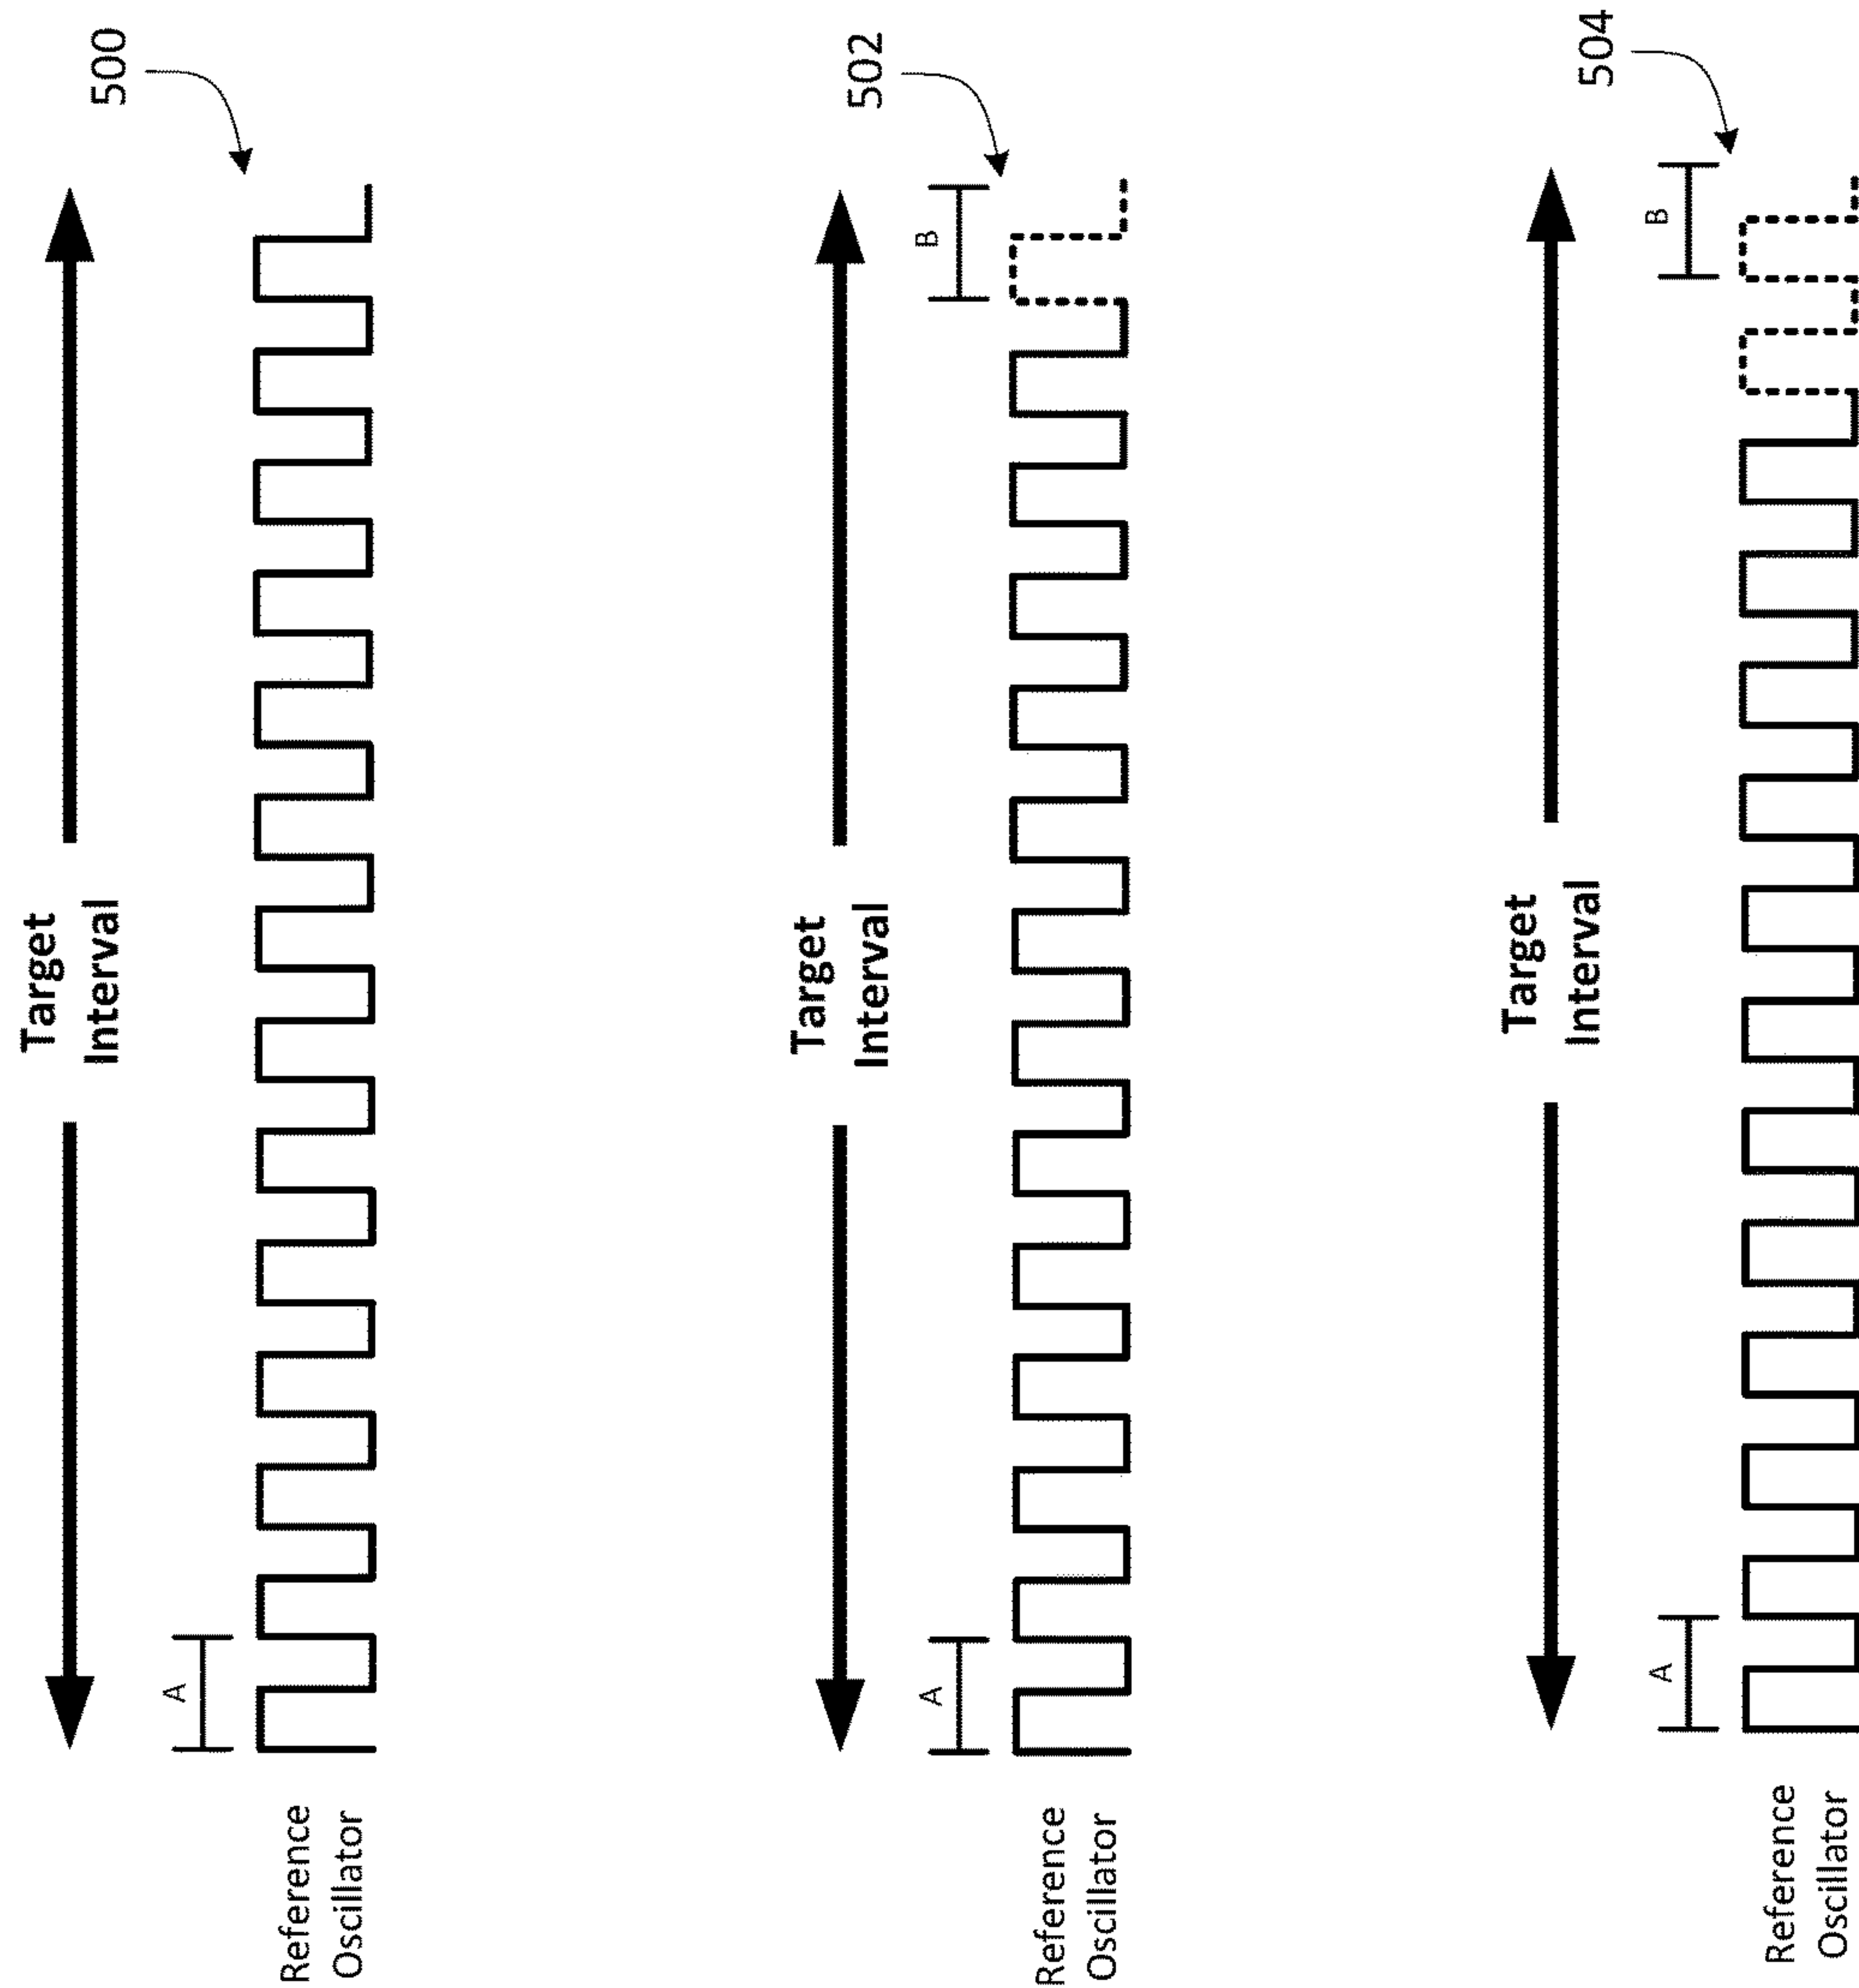 500
Target
Interval
A
Reference
Oscillator
502
Target
Interval
B
A
Reference
Oscillator
504
Target
Interval
B
A
Reference
Oscillator